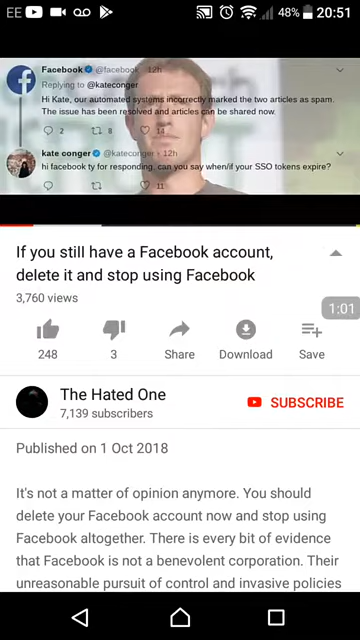 EE 48% 20:51
Facebook @facebook · 12h
Replying to @kateconger
Hi Kate, our automated systems incorrectly marked the two articles as spam.
The issue has been resolved and articles can be shared now.
2 8 14
kate conger @kateconger · 12h
hi facebook ty for responding, can you say when/if your SSO tokens expire?
11
If you still have a Facebook account,
delete it and stop using Facebook
3,760 views
1:01
248 3 Share Download Save
The Hated One
7,139 subscribers
SUBSCRIBE
Published on 1 Oct 2018
It's not a matter of opinion anymore. You should
delete your Facebook account now and stop using
Facebook altogether. There is every bit of evidence
that Facebook is not a benevolent corporation. Their
unreasonable pursuit of control and invasive policies